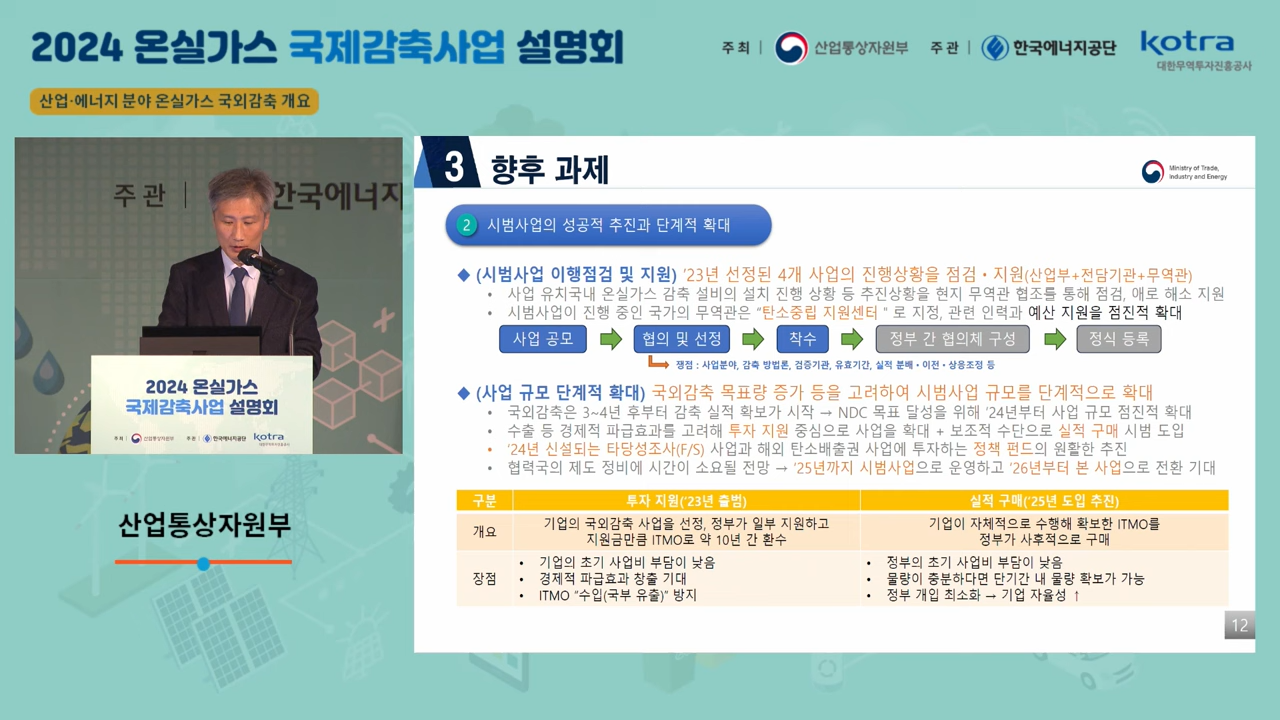 2024 온실가스 국제감축사업 설명회
주최 | 산업통상자원부 주관 | 한국에너지공단 kotra
대한무역투자진흥공사
산업·에너지 분야 온실가스 국외감축 개요
주관 | 한국에너지
2024 온실가스
국제감축사업 설명회
주최 | 산업통상자원부 주관 | 한국에너지공단 kotra
산업통상자원부
3 향후 과제
Ministry of Trade,
Industry and Energy
2 시범사업의 성공적 추진과 단계적 확대
◆ (시범사업 이행점검 및 지원) '23년 선정된 4개 사업의 진행상황을 점검・지원(산업부+전담기관+무역관)
• 사업 유치국내 온실가스 감축 설비의 설치 진행 상황 등 추진상황을 현지 무역관 협조를 통해 점검, 애로 해소 지원
• 시범사업이 진행 중인 국가의 무역관은 "탄소중립 지원센터 " 로 지정, 관련 인력과 예산 지원을 점진적 확대
사업 공모 협의 및 선정 착수 정부 간 협의체 구성 정식 등록
쟁점 : 사업분야, 감축 방법론, 검증기관, 유효기간, 실적 분배・이전・상응조정 등
◆ (사업 규모 단계적 확대) 국외감축 목표량 증가 등을 고려하여 시범사업 규모를 단계적으로 확대
• 국외감축은 3~4년 후부터 감축 실적 확보가 시작 → NDC 목표 달성을 위해 '24년부터 사업 규모 점진적 확대
• 수출 등 경제적 파급효과를 고려해 투자 지원 중심으로 사업을 확대 + 보조적 수단으로 실적 구매 시범 도입
• '24년 신설되는 타당성조사(F/S) 사업과 해외 탄소배출권 사업에 투자하는 정책 펀드의 원활한 추진
• 협력국의 제도 정비에 시간이 소요될 전망 → '25년까지 시범사업으로 운영하고 '26년부터 본 사업으로 전환 기대
구분 투자 지원('23년 출범) 실적 구매('25년 도입 추진)
개요 기업의 국외감축 사업을 선정, 정부가 일부 지원하고 기업이 자체적으로 수행해 확보한 ITMO를
지원금만큼 ITMO로 약 10년 간 환수 정부가 사후적으로 구매
• 기업의 초기 사업비 부담이 낮음 • 정부의 초기 사업비 부담이 낮음
장점 • 경제적 파급효과 창출 기대 • 물량이 충분하다면 단기간 내 물량 확보가 가능
• ITMO "수입(국부 유출)" 방지 • 정부 개입 최소화 → 기업 자율성 ↑
12